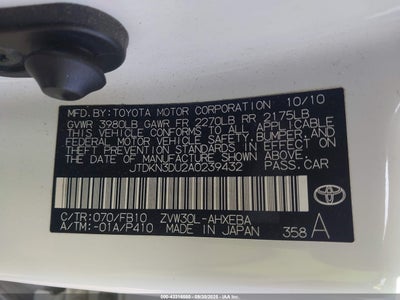 MFD.BY: TOYOTA MOTOR CORPORATION 10/10
GVWR 3980LB GAWR FR 2270LB RR 2175LB
THIS VEHICLE CONFORMS TO ALL APPLICABLE
FEDERAL MOTOR VEHICLE SAFETY, BUMPER, AND
THEFT PREVENTION STANDARDS IN EFFECT ON
THE DATE OF MANUFACTURE SHOWN ABOVE.
JTDKN3DU2A0239432 PASS.CAR
C/TR:070/FB10 ZVW30L-AHXEBA
A/TM:-01A/P410 MADE IN JAPAN 358 A
TOYOTA